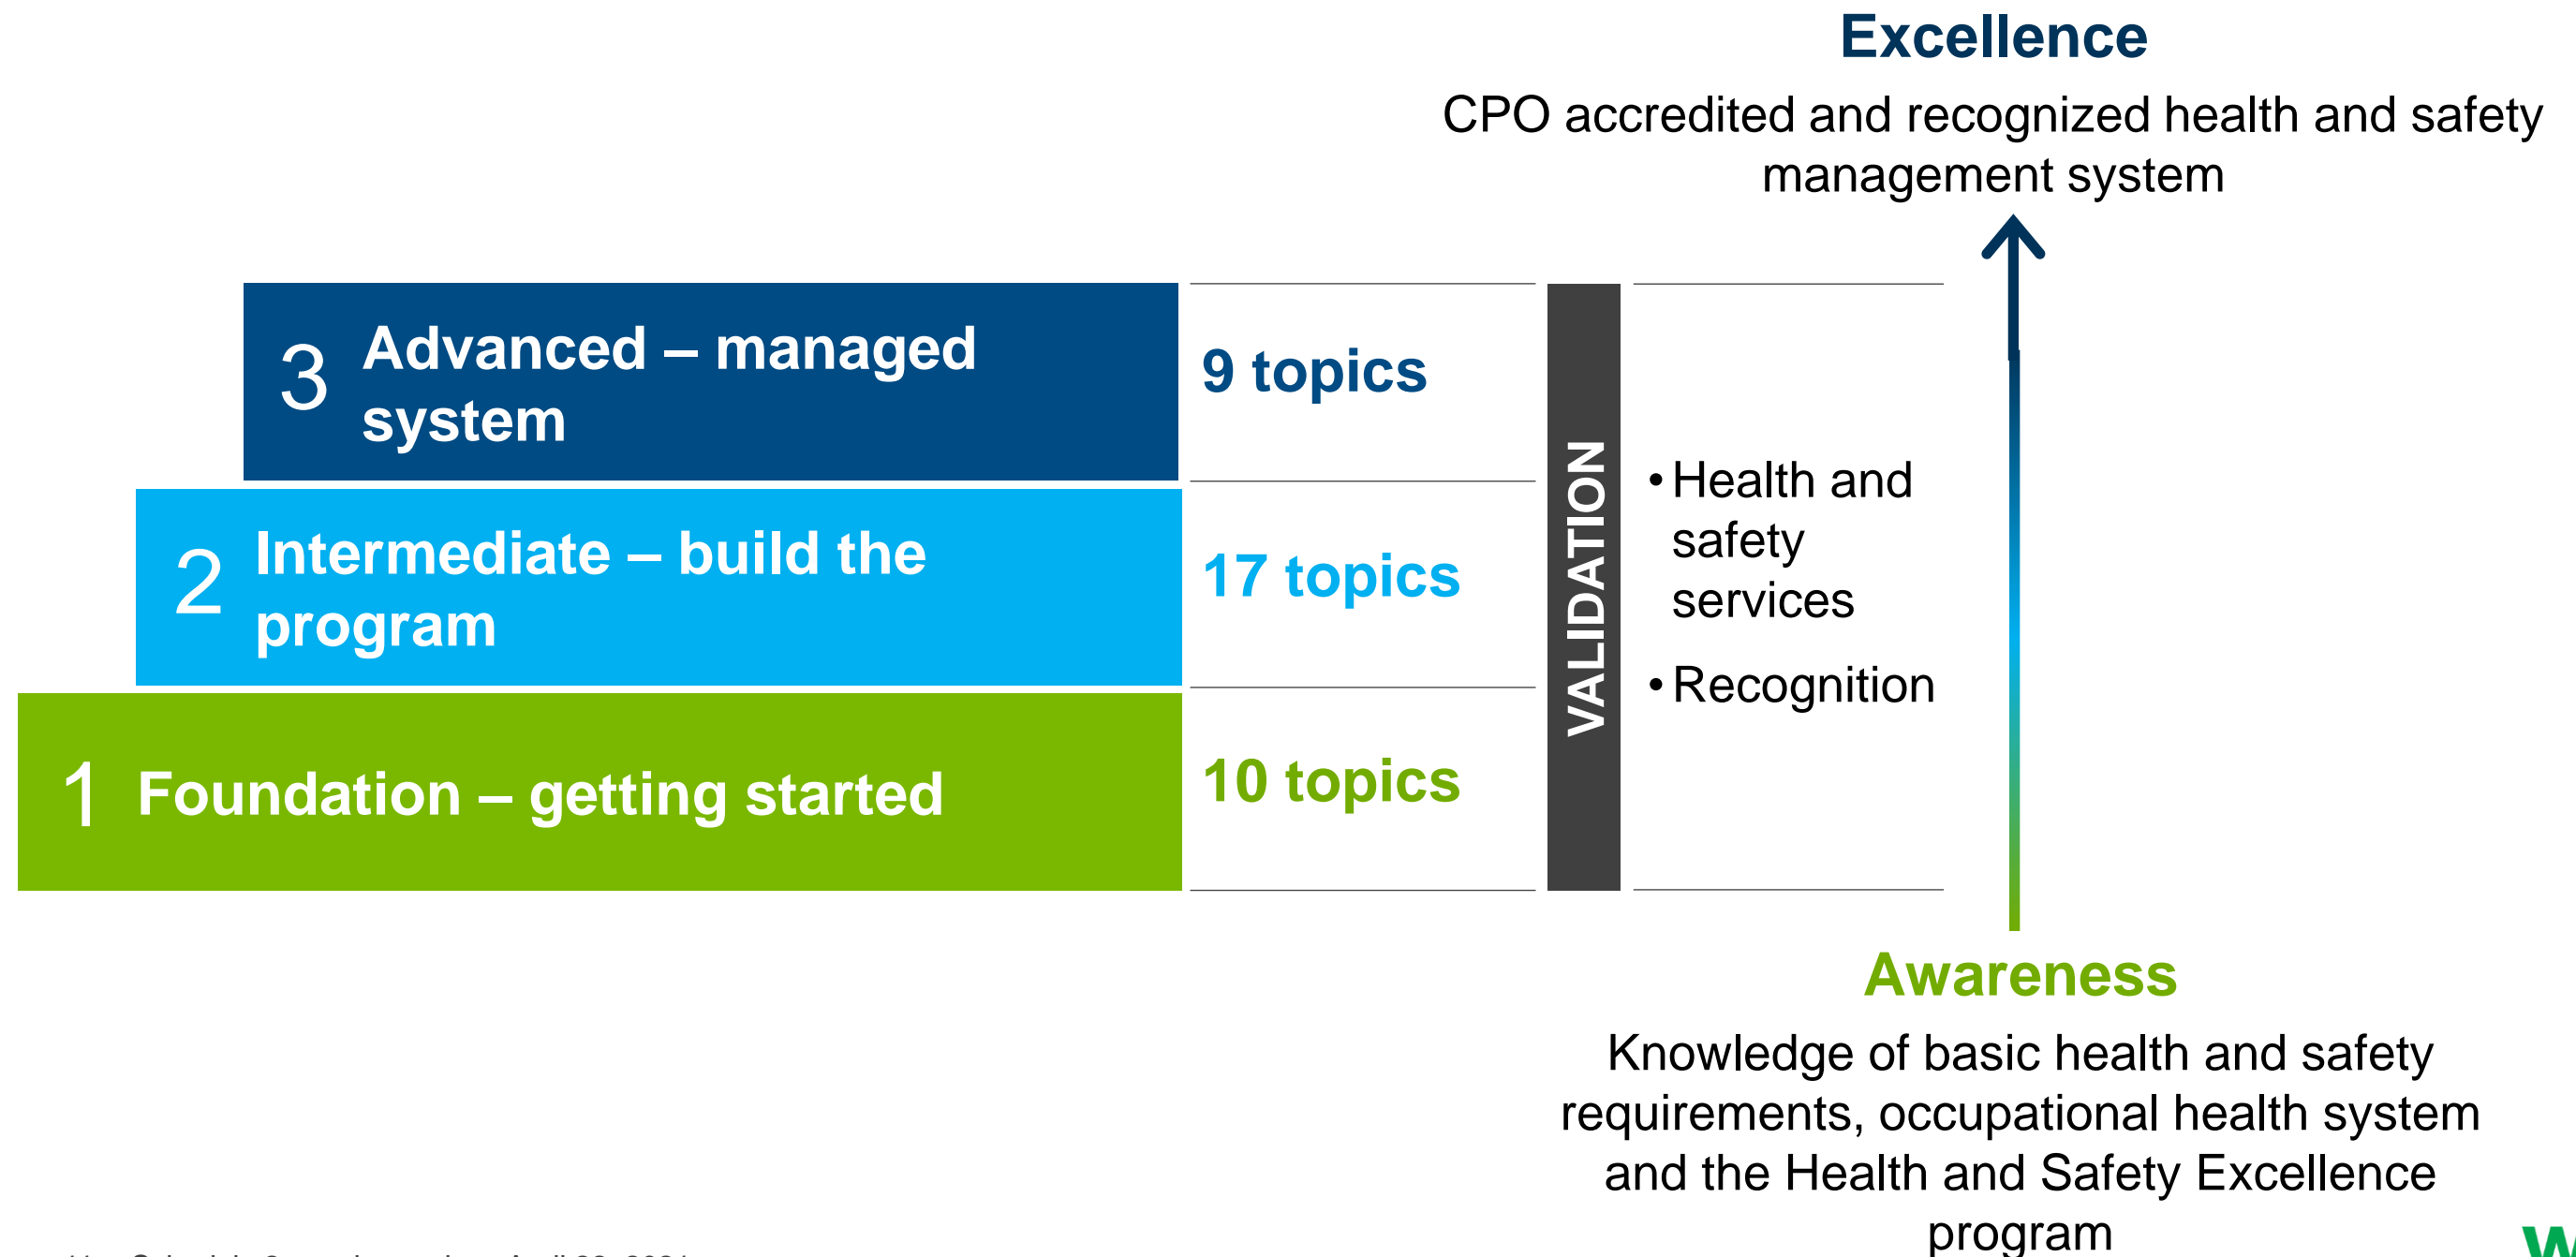 Excellence
CPO accredited and recognized health and safety
management system
3
Advanced – managed
system
9 topics
2
Intermediate – build the
program
17 topics
1
Foundation – getting started
10 topics
VALIDATION
• Health and
safety
services
• Recognition
Awareness
Knowledge of basic health and safety
requirements, occupational health system
and the Health and Safety Excellence
program